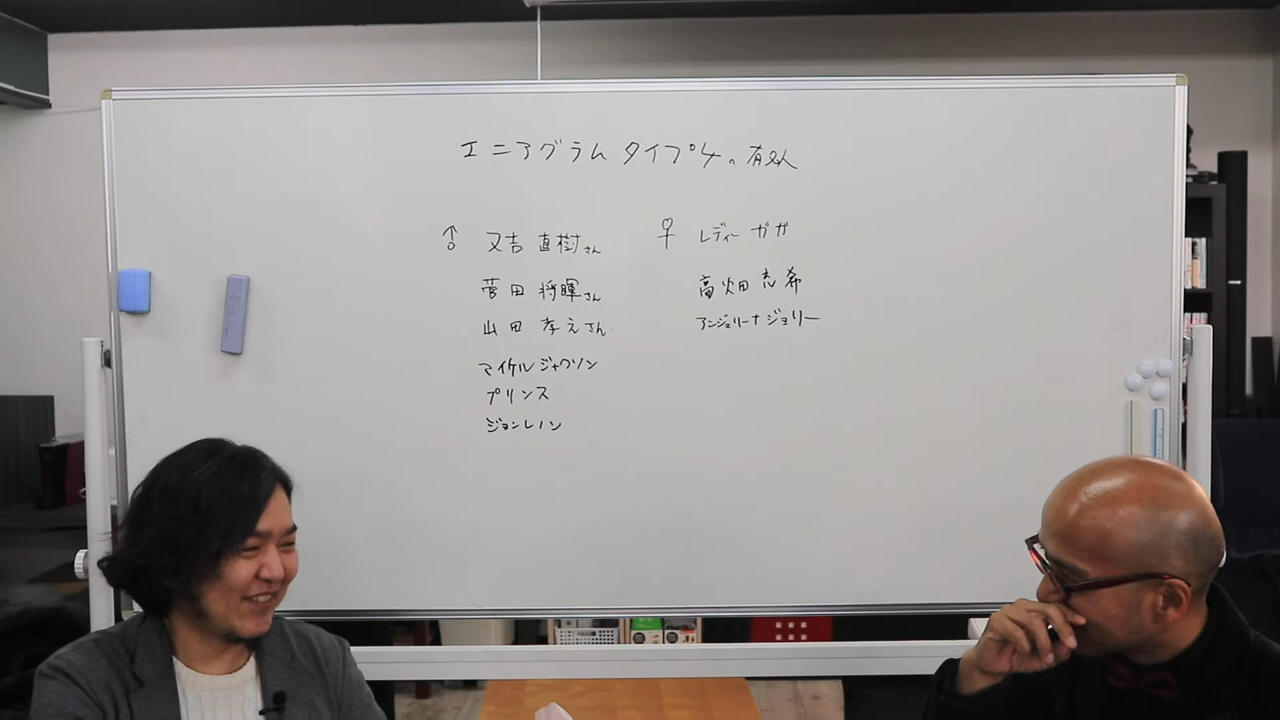 エニアグラム タイプ4の有名人
♂ 又吉 直樹さん
菅田 将暉さん
山田 孝之さん
マイケル ジャクソン
プリンス
ジョンレノン
♀ レディー ガガ
高畑 充希
アンジェリーナ ジョリー